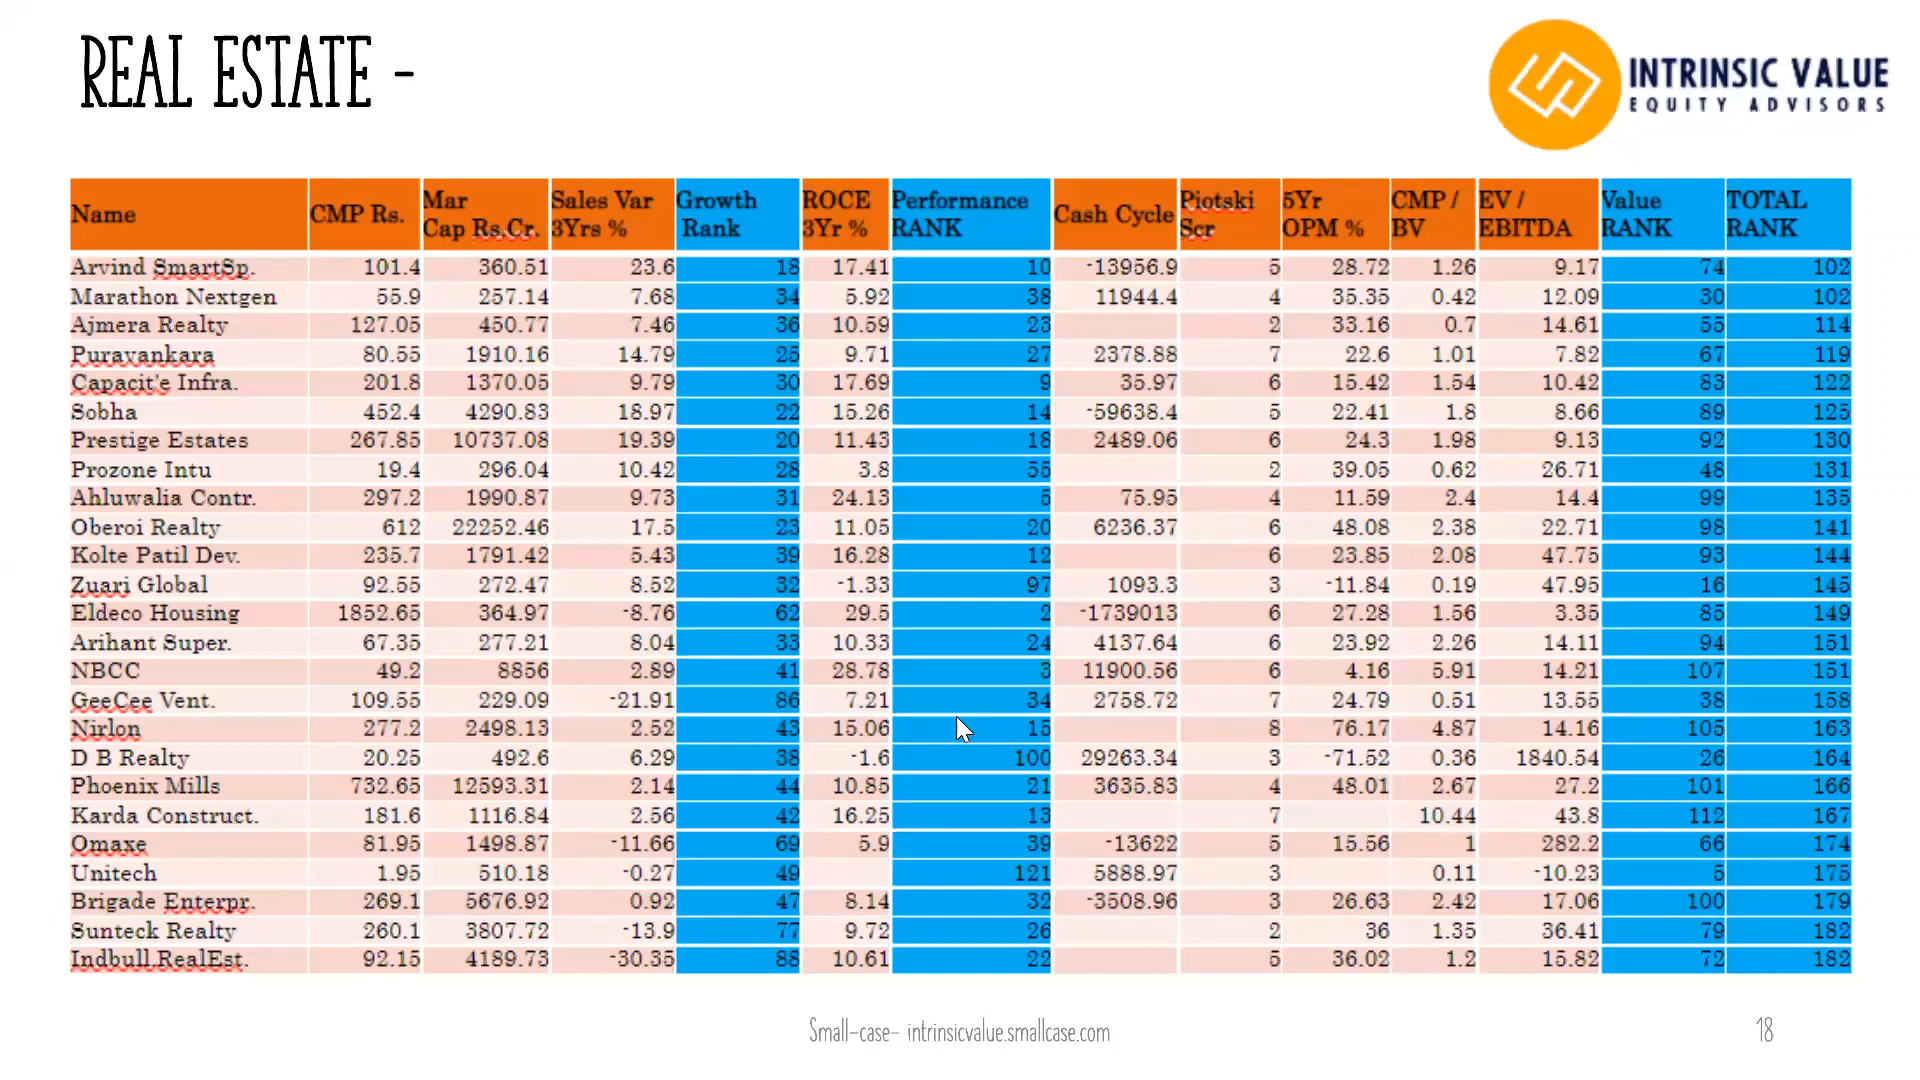 REAL ESTATE -
INTRINSIC VALUE
EQUITY ADVISORS
Name CMP Rs. Mar Cap Rs.Cr. Sales Var 3Yrs % Growth Rank ROCE 3Yr % Performance RANK Cash Cycle Piotski Scr 5Yr OPM % CMP / BV EV / EBITDA Value RANK TOTAL RANK
Arvind SmartSp. 101.4 360.51 23.6 18 17.41 10 -13956.9 5 28.72 1.26 9.17 74 102
Marathon Nextgen 55.9 257.14 7.68 34 5.92 38 11944.4 4 35.35 0.42 12.09 30 102
Ajmera Realty 127.05 450.77 7.46 36 10.59 23 2 33.16 0.7 14.61 55 114
Puravankara 80.55 1910.16 14.79 25 9.71 27 2378.88 7 22.6 1.01 7.82 67 119
Capacit'e Infra. 201.8 1370.05 9.79 30 17.69 9 35.97 6 15.42 1.54 10.42 83 122
Sobha 452.4 4290.83 18.97 22 15.26 14 -59638.4 5 22.41 1.8 8.66 89 125
Prestige Estates 267.85 10737.08 19.39 20 11.43 18 2489.06 6 24.3 1.98 9.13 92 130
Prozone Intu 19.4 296.04 10.42 28 3.8 55 2 39.05 0.62 26.71 48 131
Ahluwalia Contr. 297.2 1990.87 9.73 31 24.13 5 75.95 4 11.59 2.4 14.4 99 135
Oberoi Realty 612 22252.46 17.5 23 11.05 20 6236.37 6 48.08 2.38 22.71 98 141
Kolte Patil Dev. 235.7 1791.42 5.43 39 16.28 12 6 23.85 2.08 47.75 93 144
Zuari Global 92.55 272.47 8.52 32 -1.33 97 1093.3 3 -11.84 0.19 47.95 16 145
Eldeco Housing 1852.65 364.97 -8.76 62 29.5 2 -1739013 6 27.28 1.56 3.35 85 149
Arihant Super. 67.35 277.21 8.04 33 10.33 24 4137.64 6 23.92 2.26 14.11 94 151
NBCC 49.2 8856 2.89 41 28.78 3 11900.56 6 4.16 5.91 14.21 107 151
GeeCee Vent. 109.55 229.09 -21.91 86 7.21 34 2758.72 7 24.79 0.51 13.55 38 158
Nirlon 277.2 2498.13 2.52 43 15.06 15 8 76.17 4.87 14.16 105 163
D B Realty 20.25 492.6 6.29 38 -1.6 100 29263.34 3 -71.52 0.36 1840.54 26 164
Phoenix Mills 732.65 12593.31 2.14 44 10.85 21 3635.83 4 48.01 2.67 27.2 101 166
Karda Construct. 181.6 1116.84 2.56 42 16.25 13 7 10.44 43.8 112 167
Omaxe 81.95 1498.87 -11.66 69 5.9 39 -13622 5 15.56 1 282.2 66 174
Unitech 1.95 510.18 -0.27 49 121 5888.97 3 0.11 -10.23 5 175
Brigade Enterpr. 269.1 5676.92 0.92 47 8.14 32 -3508.96 3 26.63 2.42 17.06 100 179
Sunteck Realty 260.1 3807.72 -13.9 77 9.72 26 2 36 1.35 36.41 79 182
Indbull.RealEst. 92.15 4189.73 -30.35 88 10.61 22 5 36.02 1.2 15.82 72 182
Small-case- intrinsicvalue.smallcase.com
18